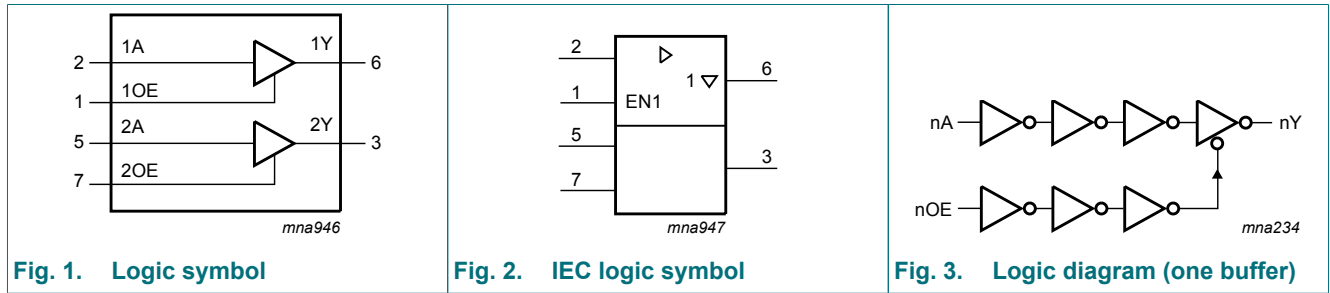 1A
1Y
2
6
1OE
1
2A
2Y
5
3
2OE
7
mna946
Fig. 1. Logic symbol
2
6
1
1
EN1
5
3
7
mna947
Fig. 2. IEC logic symbol
nA
nY
nOE
mna234
Fig. 3. Logic diagram (one buffer)